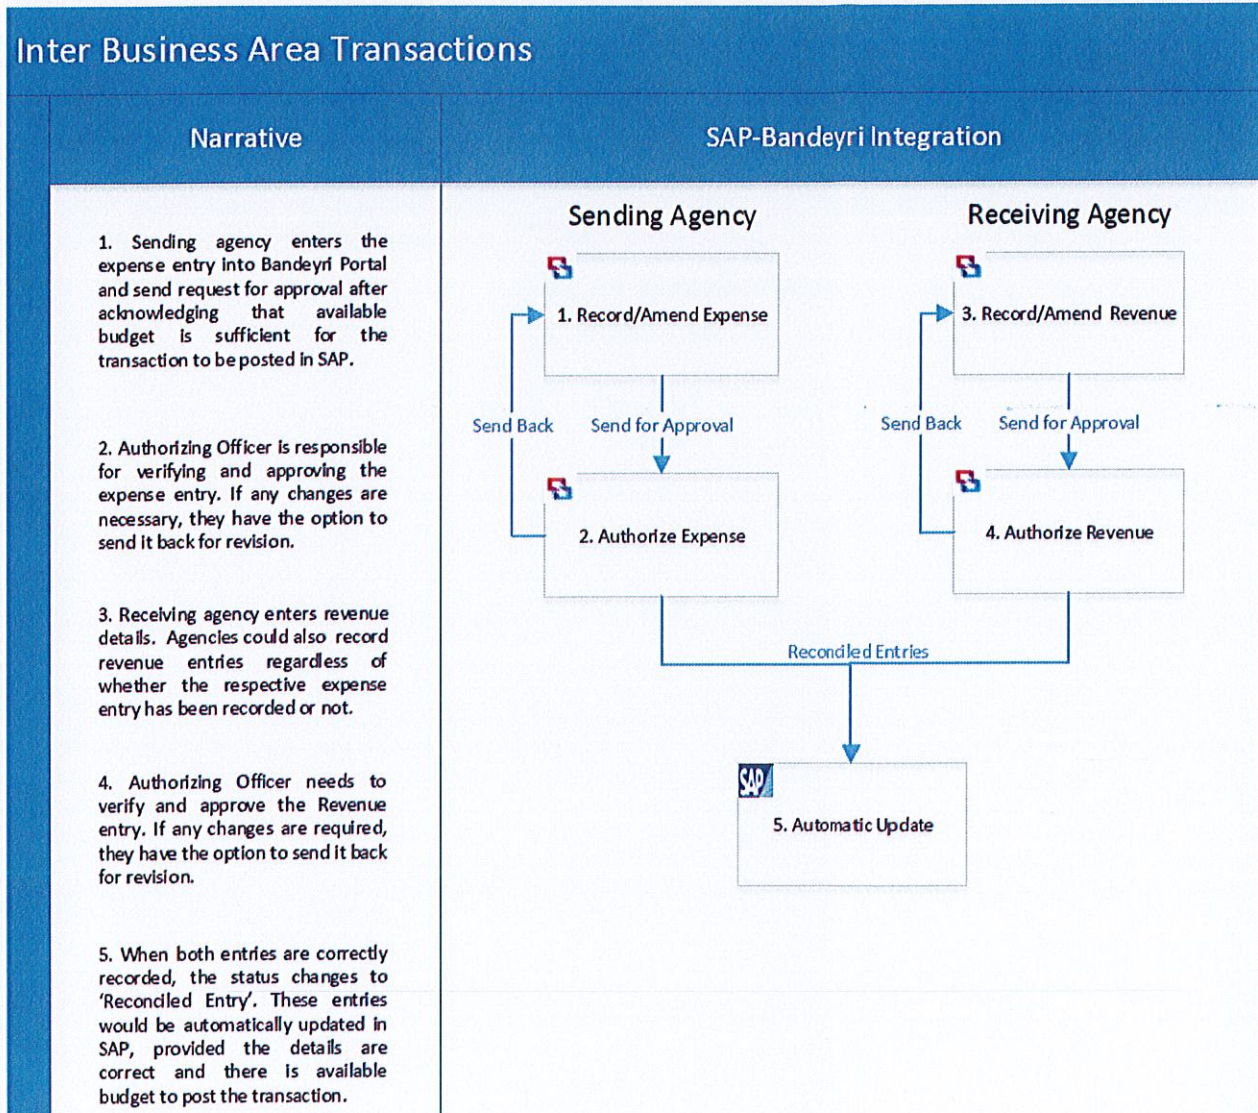 Inter Business Area Transactions
Narrative
SAP-Bandeyri Integration
1. Sending agency enters the
expense entry into Bandeyri Portal
and send request for approval after
acknowledging that available
budget is sufficient for the
transaction to be posted in SAP.
2. Authorizing Officer is responsible
for verifying and approving the
expense entry. If any changes are
necessary, they have the option to
send it back for revision.
3. Receiving agency enters revenue
details. Agencies could also record
revenue entries regardless of
whether the respective expense
entry has been recorded or not.
4. Authorizing Officer needs to
verify and approve the Revenue
entry. If any changes are required,
they have the option to send it back
for revision.
5. When both entries are correctly
recorded, the status changes to
‘Reconciled Entry’. These entries
would be automatically updated in
SAP, provided the details are
correct and there is available
budget to post the transaction.
Sending Agency
1. Record/Amend Expense
Send Back
Send for Approval
2. Authorize Expense
Receiving Agency
3. Record/Amend Revenue
Send Back
Send for Approval
4. Authorize Revenue
Reconciled Entries
SAP
5. Automatic Update